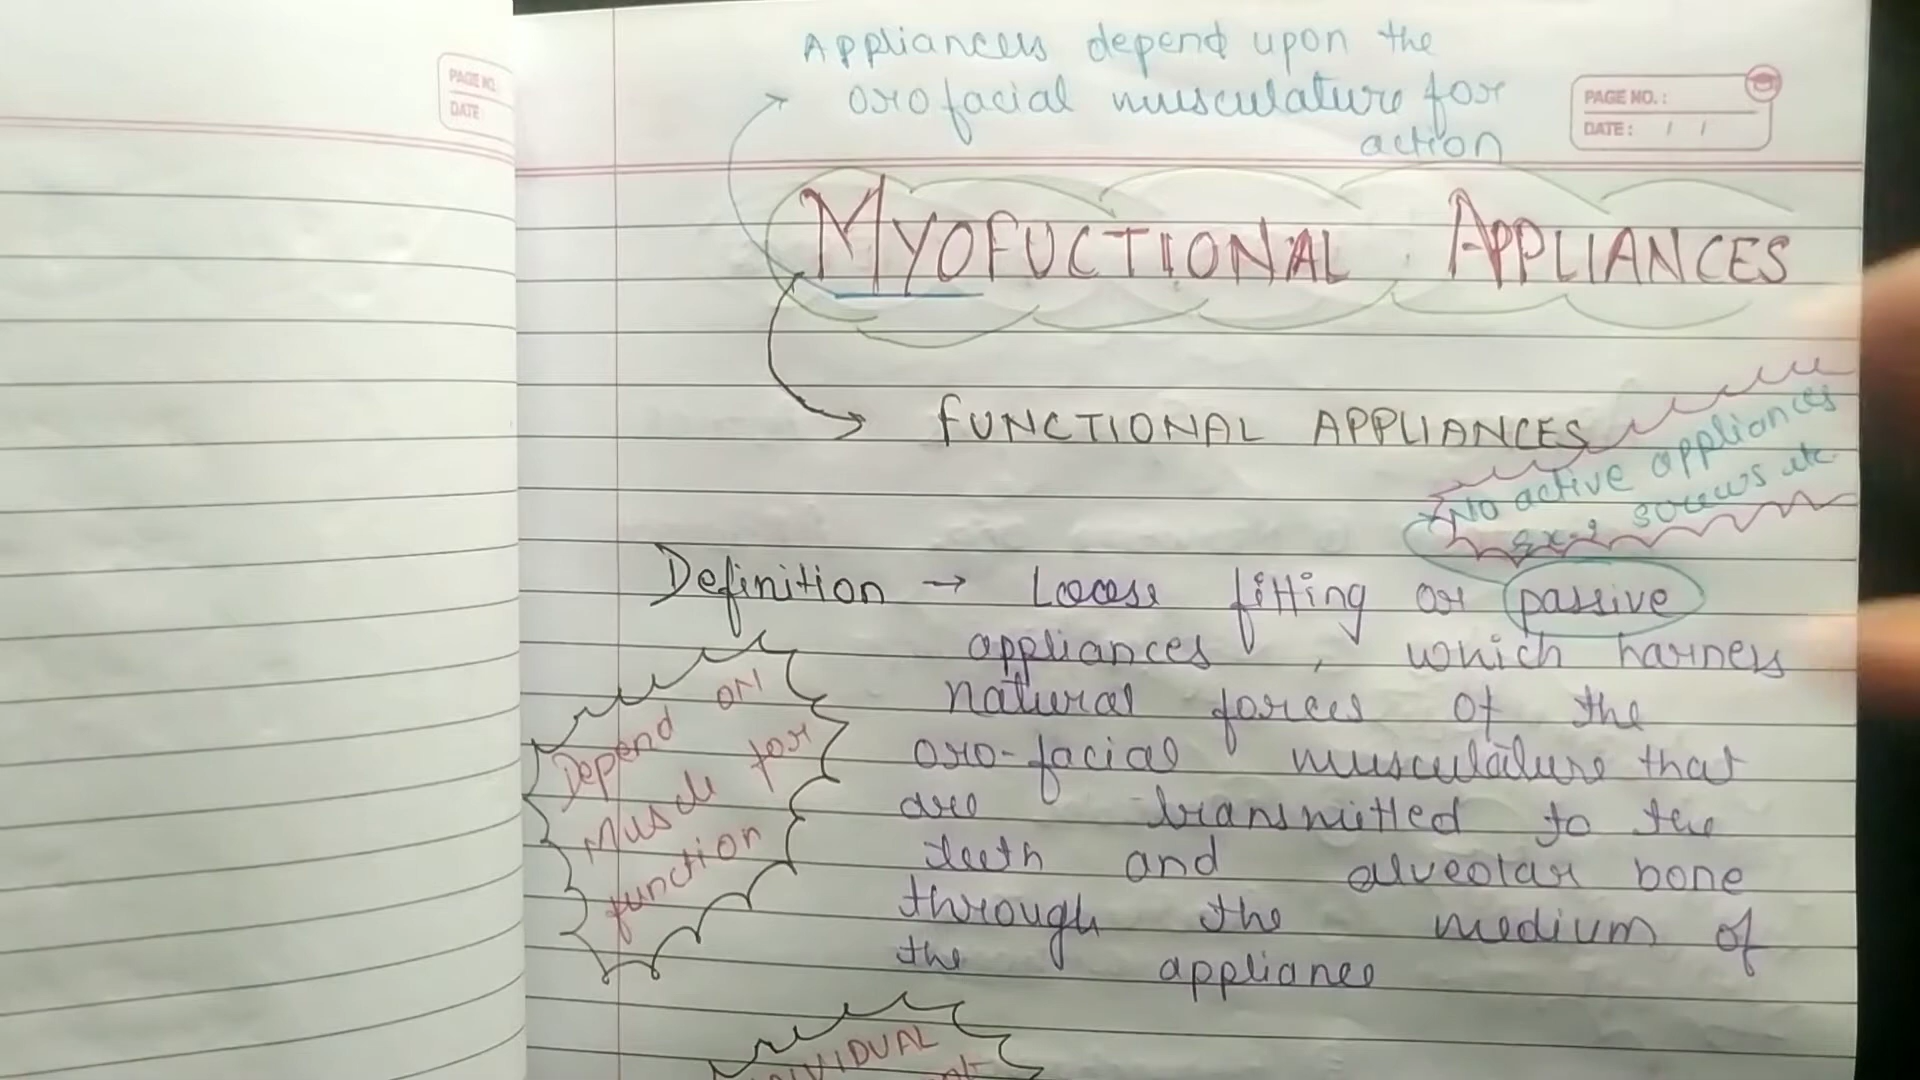 Appliances depend upon the
orofacial musculature for
action
PAGE NO.
DATE
PAGE NO.:
DATE: / /
MYOFUCTIONAL APPLIANCES
FUNCTIONAL APPLIANCES
No active appliances
screws etc.
Definition → Loose fitting or passive
appliances, which harness
natural forces of the
oro-facial musculature that
are transmitted to the
teeth and alveolar bone
through the medium of
the appliance
Depend ON
Muscle for
function